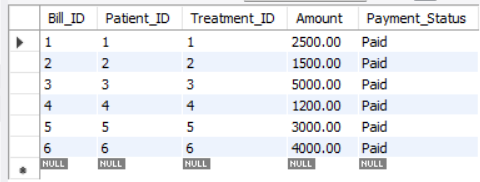 Bill_ID Patient_ID Treatment_ID Amount Payment_Status
1 1 1 2500.00 Paid
2 2 2 1500.00 Paid
3 3 3 5000.00 Paid
4 4 4 1200.00 Paid
5 5 5 3000.00 Paid
6 6 6 4000.00 Paid
NULL NULL NULL NULL NULL